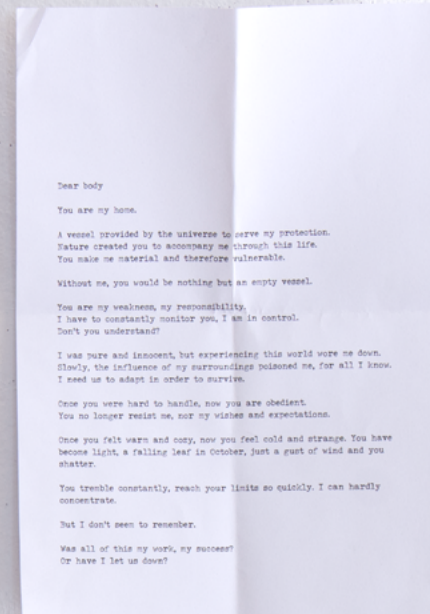 Dear body
You are my home.
A vessel provided by the universe to serve my protection.
Nature created you to accompany me through this life.
You make me material and therefore vulnerable.
Without me, you would be nothing but an empty vessel.
You are my weakness, my responsibility.
I have to constantly monitor you, I am in control.
Don't you understand?
I was pure and innocent, but experiencing this world wore me down.
Slowly, the influence of my surroundings poisoned me, for all I know.
I need us to adapt in order to survive.
Once you were hard to handle, now you are obedient.
You no longer resist me, nor my wishes and expectations.
Once you felt warm and cozy, now you feel cold and strange. You have
become light, a falling leaf in October, just a gust of wind and you
shatter.
You tremble constantly, reach your limits so quickly. I can hardly
concentrate.
But I don't seem to remember.
Was all of this my work, my success?
Or have I let us down?